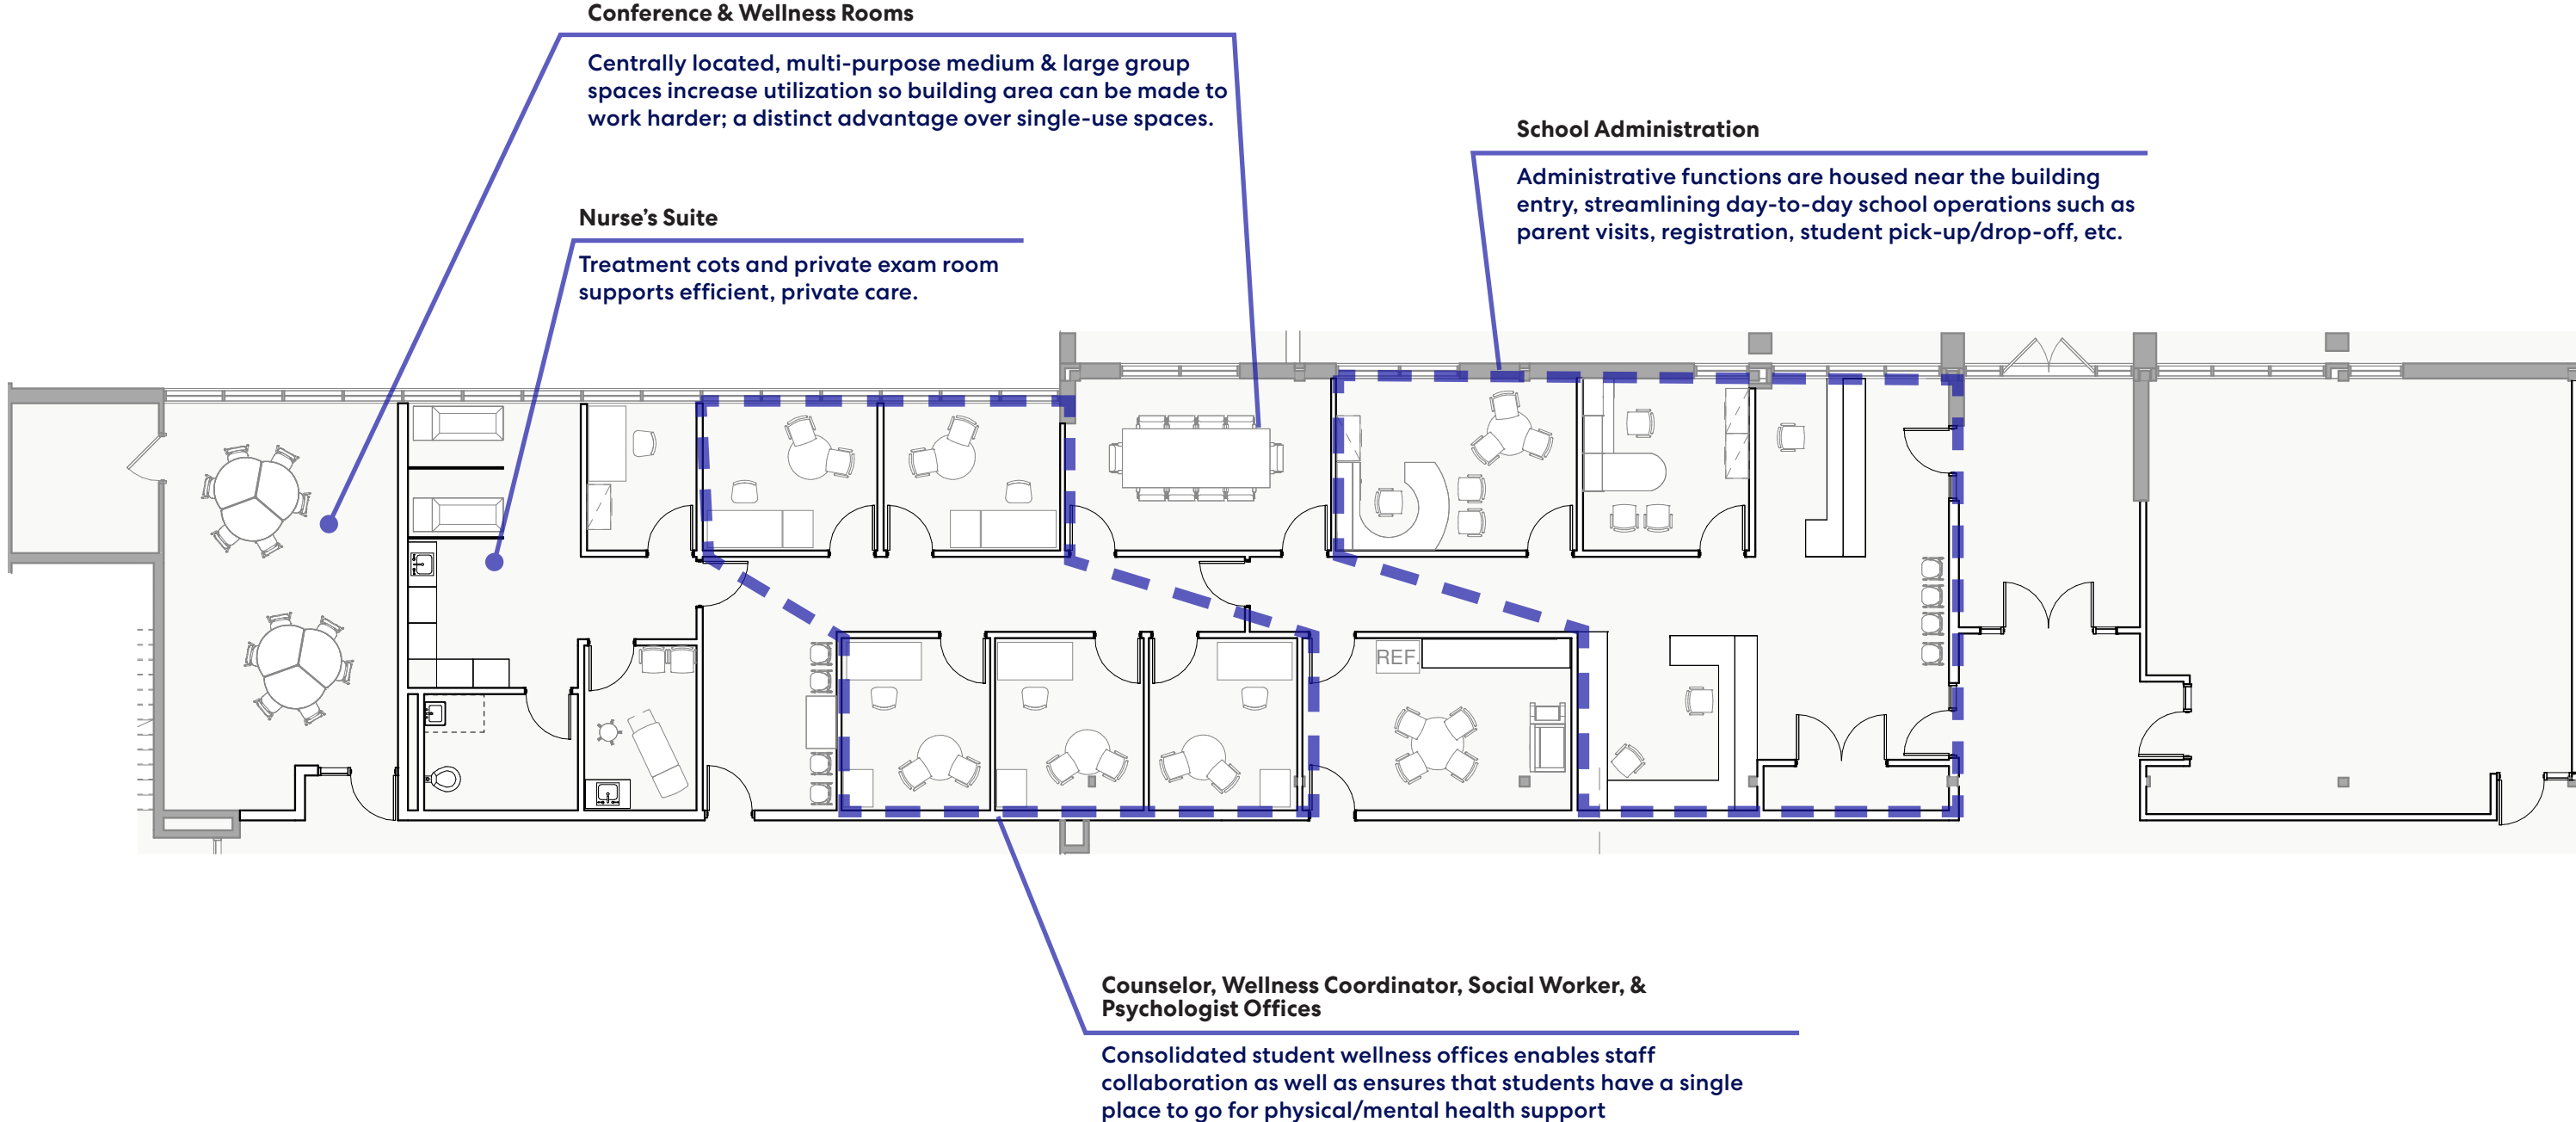 Conference & Wellness Rooms
Centrally located, multi-purpose medium & large group
spaces increase utilization so building area can be made to
work harder; a distinct advantage over single-use spaces.
School Administration
Administrative functions are housed near the building
entry, streamlining day-to-day school operations such as
parent visits, registration, student pick-up/drop-off, etc.
Nurse’s Suite
Treatment cots and private exam room
supports efficient, private care.
REF.
Counselor, Wellness Coordinator, Social Worker, &
Psychologist Offices
Consolidated student wellness offices enables staff
collaboration as well as ensures that students have a single
place to go for physical/mental health support